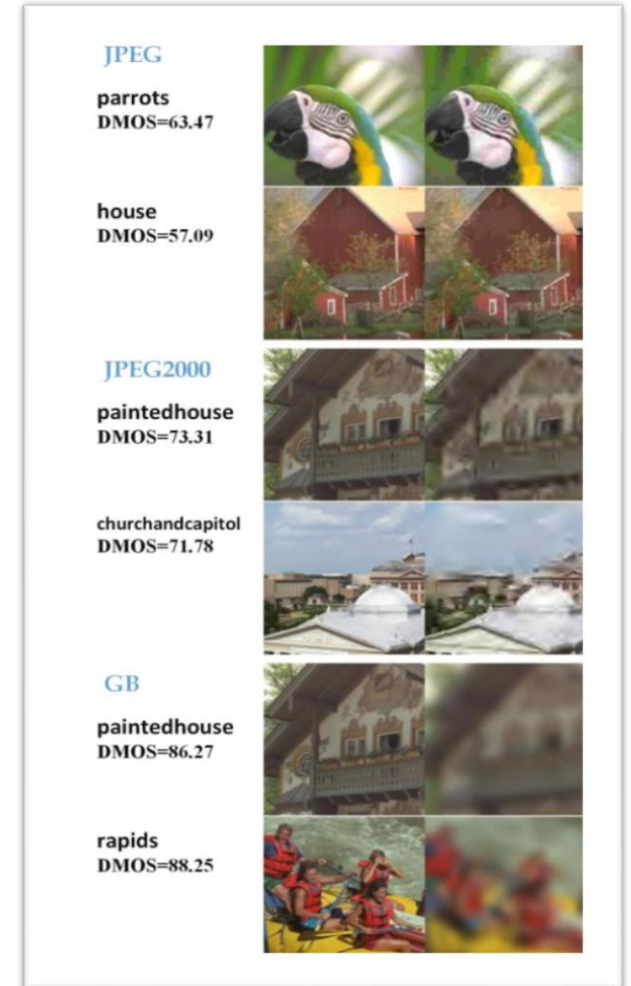 JPEG
parrots
DMOS=63.47
house
DMOS=57.09
JPEG2000
paintedhouse
DMOS=73.31
churchandcapitol
DMOS=71.78
GB
paintedhouse
DMOS=86.27
rapids
DMOS=88.25